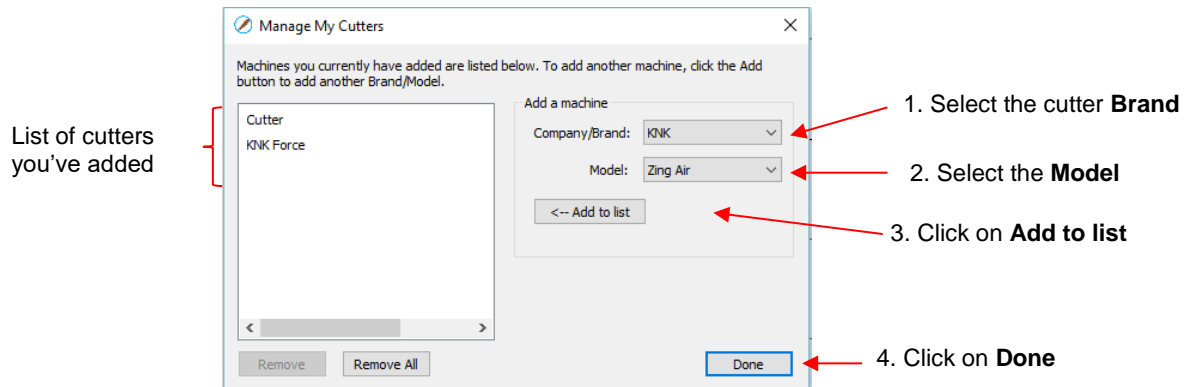 Manage My Cutters
Machines you currently have added are listed below. To add another machine, click the Add
button to add another Brand/Model.
List of cutters
you've added
Cutter
KNK Force
Add a machine
Company/Brand: KNK
Model: Zing Air
<-- Add to list
1. Select the cutter Brand
2. Select the Model
3. Click on Add to list
Remove
Remove All
Done
4. Click on Done